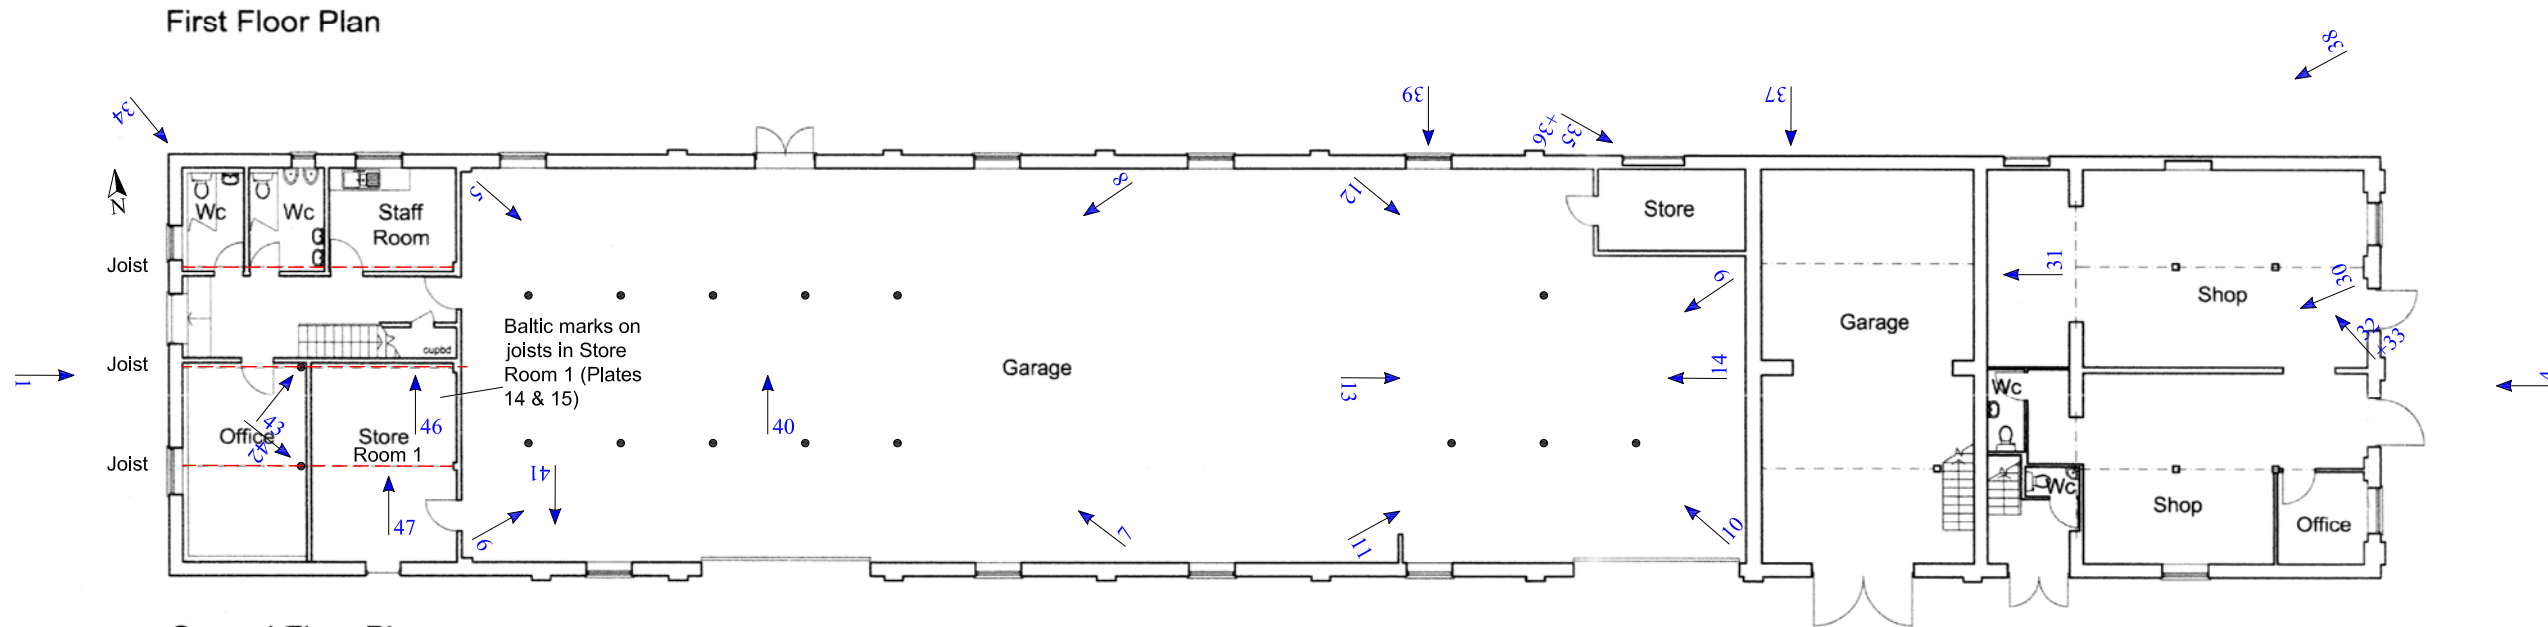 First Floor Plan
38
34
39
37
35
+36
N
5
8
12
Wc
Wc
Staff
Room
Store
Joist
31
9
30
Shop
Baltic marks on
joists in Store
Room 1 (Plates
14 & 15)
cupbd
Garage
Garage
32
+33
Joist
1
13
14
4
Wc
43
46
40
Office
42
Store
Room 1
Joist
41
Wc
47
6
7
11
10
Shop
Office